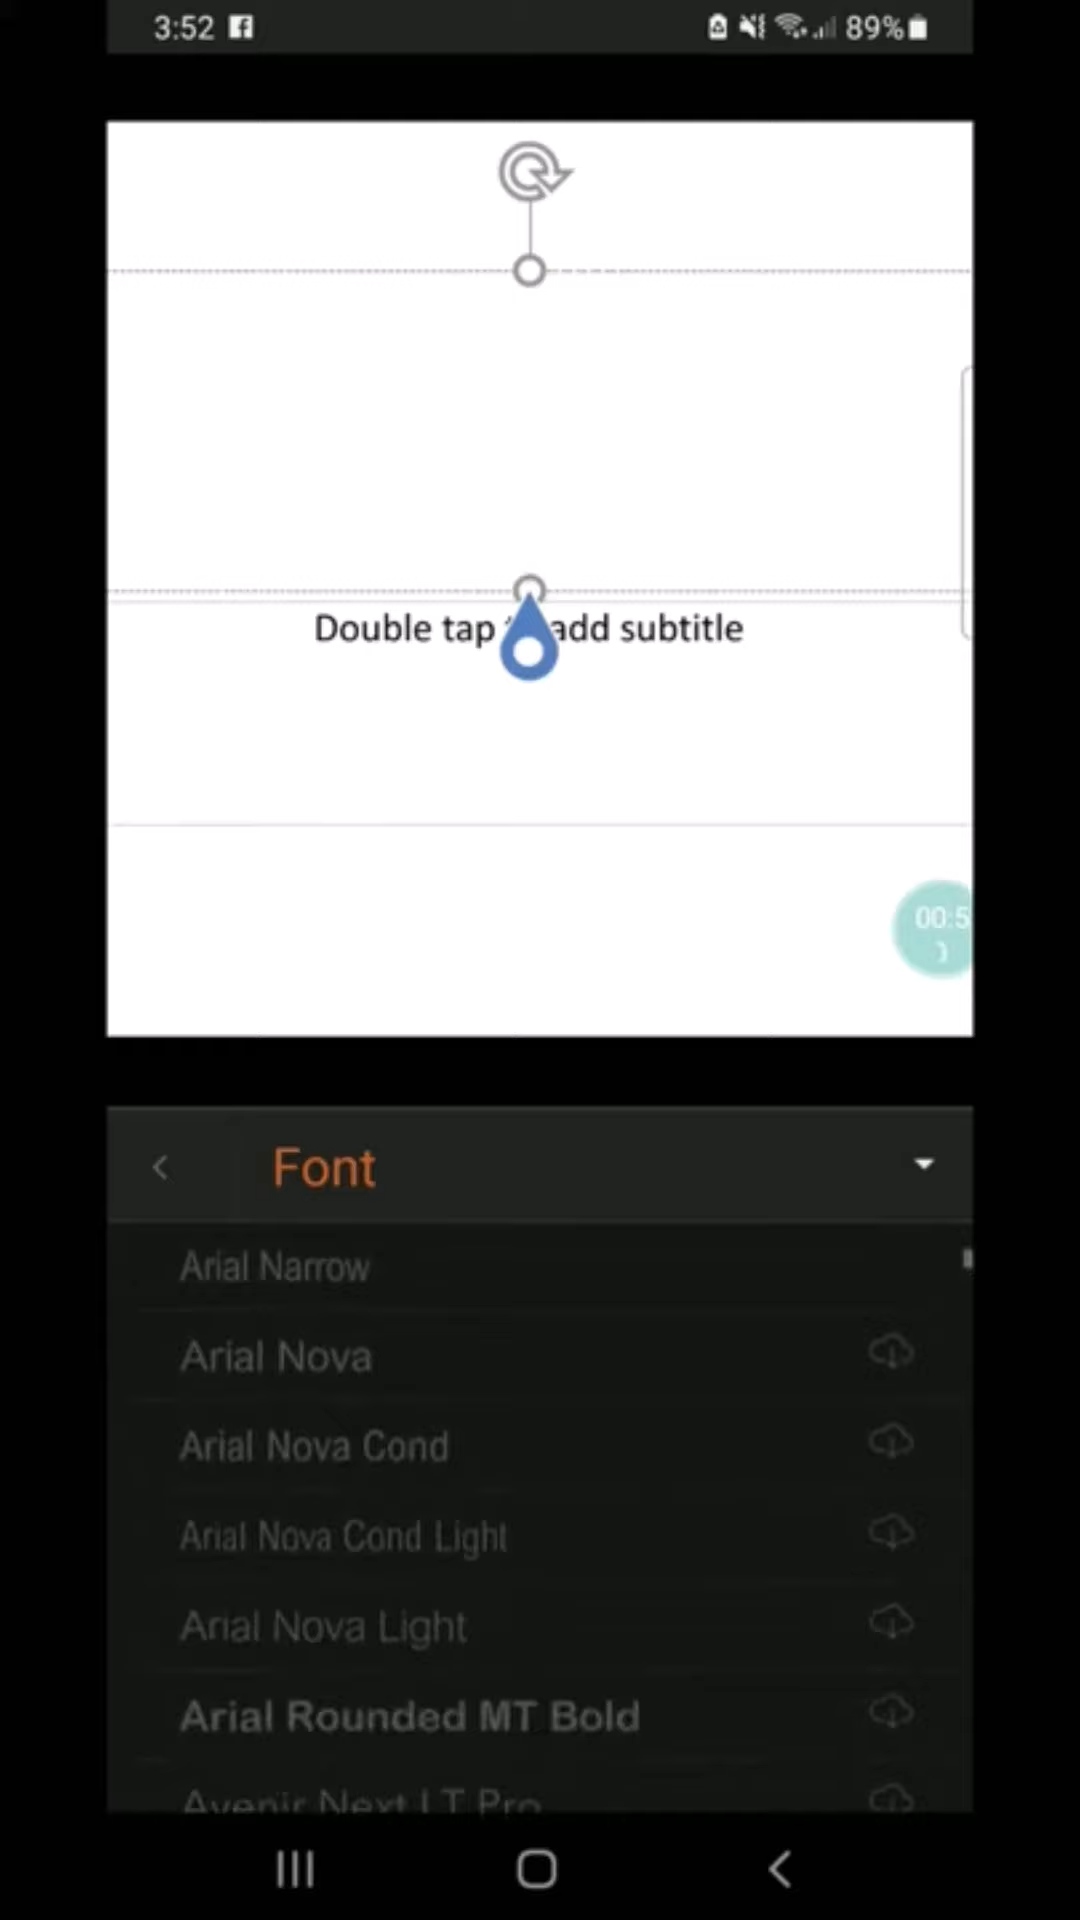 3:52
89%
Double tap add subtitle
00:5
Font
Arial Narrow
Arial Nova
Arial Nova Cond
Arial Nova Cond Light
Arial Nova Light
Arial Rounded MT Bold
Avenir Next LT Pro